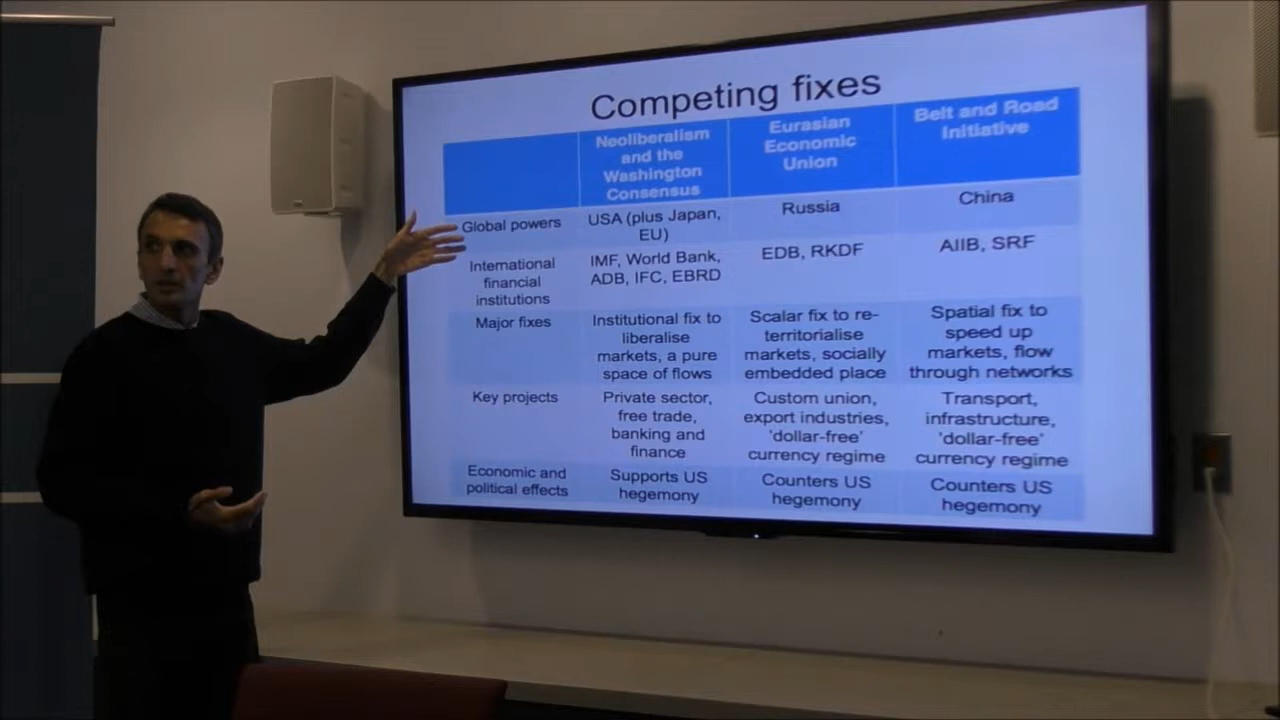 Competing fixes
Neoliberalism
and the
Washington
Consensus
Eurasian
Economic
Union
Belt and Road
Initiative
Global powers
USA (plus Japan,
EU)
Russia
China
International
financial
institutions
IMF, World Bank,
ADB, IFC, EBRD
EDB, RKDF
AIIB, SRF
Major fixes
Institutional fix to
liberalise
markets, a pure
space of flows
Scalar fix to re-
territorialise
markets, socially
embedded place
Spatial fix to
speed up
markets, flow
through networks
Key projects
Private sector,
free trade,
banking and
finance
Custom union,
export industries,
'dollar-free'
currency regime
Transport,
infrastructure,
'dollar-free'
currency regime
Economic and
political effects
Supports US
hegemony
Counters US
hegemony
Counters US
hegemony